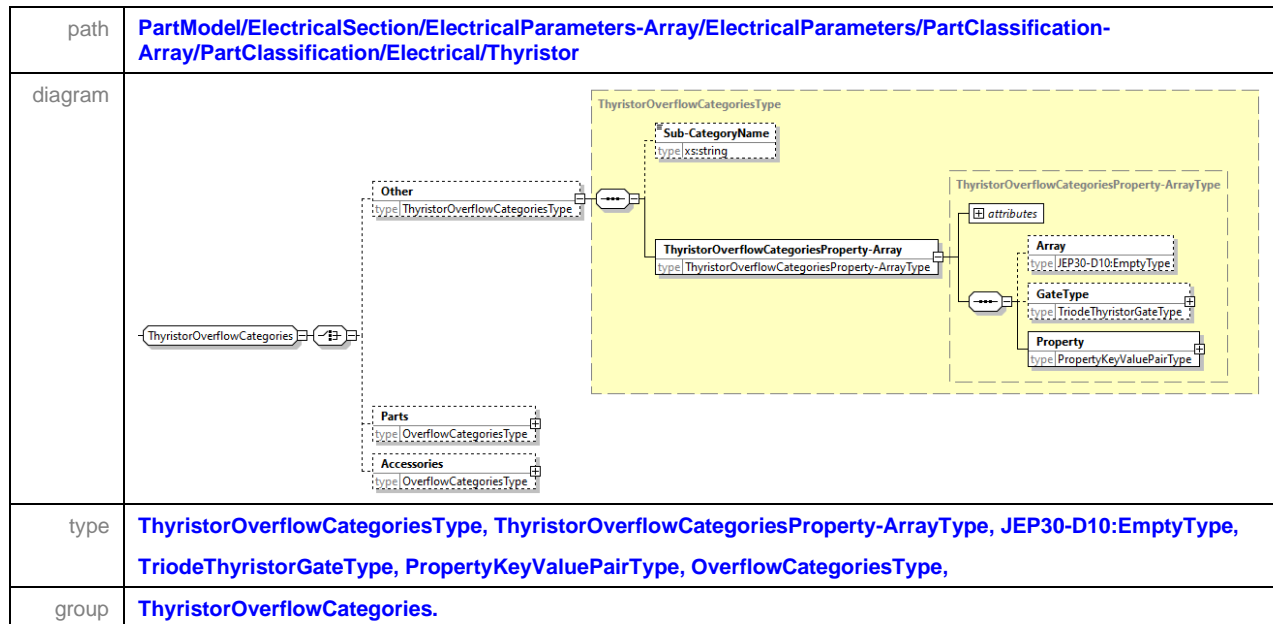 path
PartModel/ElectricalSection/ElectricalParameters-Array/ElectricalParameters/PartClassification-
Array/PartClassification/Electrical/Thyristor
diagram
ThyristorOverflowCategoriesType
Sub-CategoryName
type xs:string
ThyristorOverflowCategoriesProperty-ArrayType
attributes
Other
type ThyristorOverflowCategoriesType
Array
type JEP30-D10:EmptyType
ThyristorOverflowCategoriesProperty-Array
type ThyristorOverflowCategoriesProperty-ArrayType
GateType
type TriodeThyristorGateType
ThyristorOverflowCategories
Property
type PropertyKeyValuePairType
Parts
type OverflowCategoriesType
Accessories
type OverflowCategoriesType
type
ThyristorOverflowCategoriesType, ThyristorOverflowCategoriesProperty-ArrayType, JEP30-D10:EmptyType,
TriodeThyristorGateType, PropertyKeyValuePairType, OverflowCategoriesType,
group
ThyristorOverflowCategories.